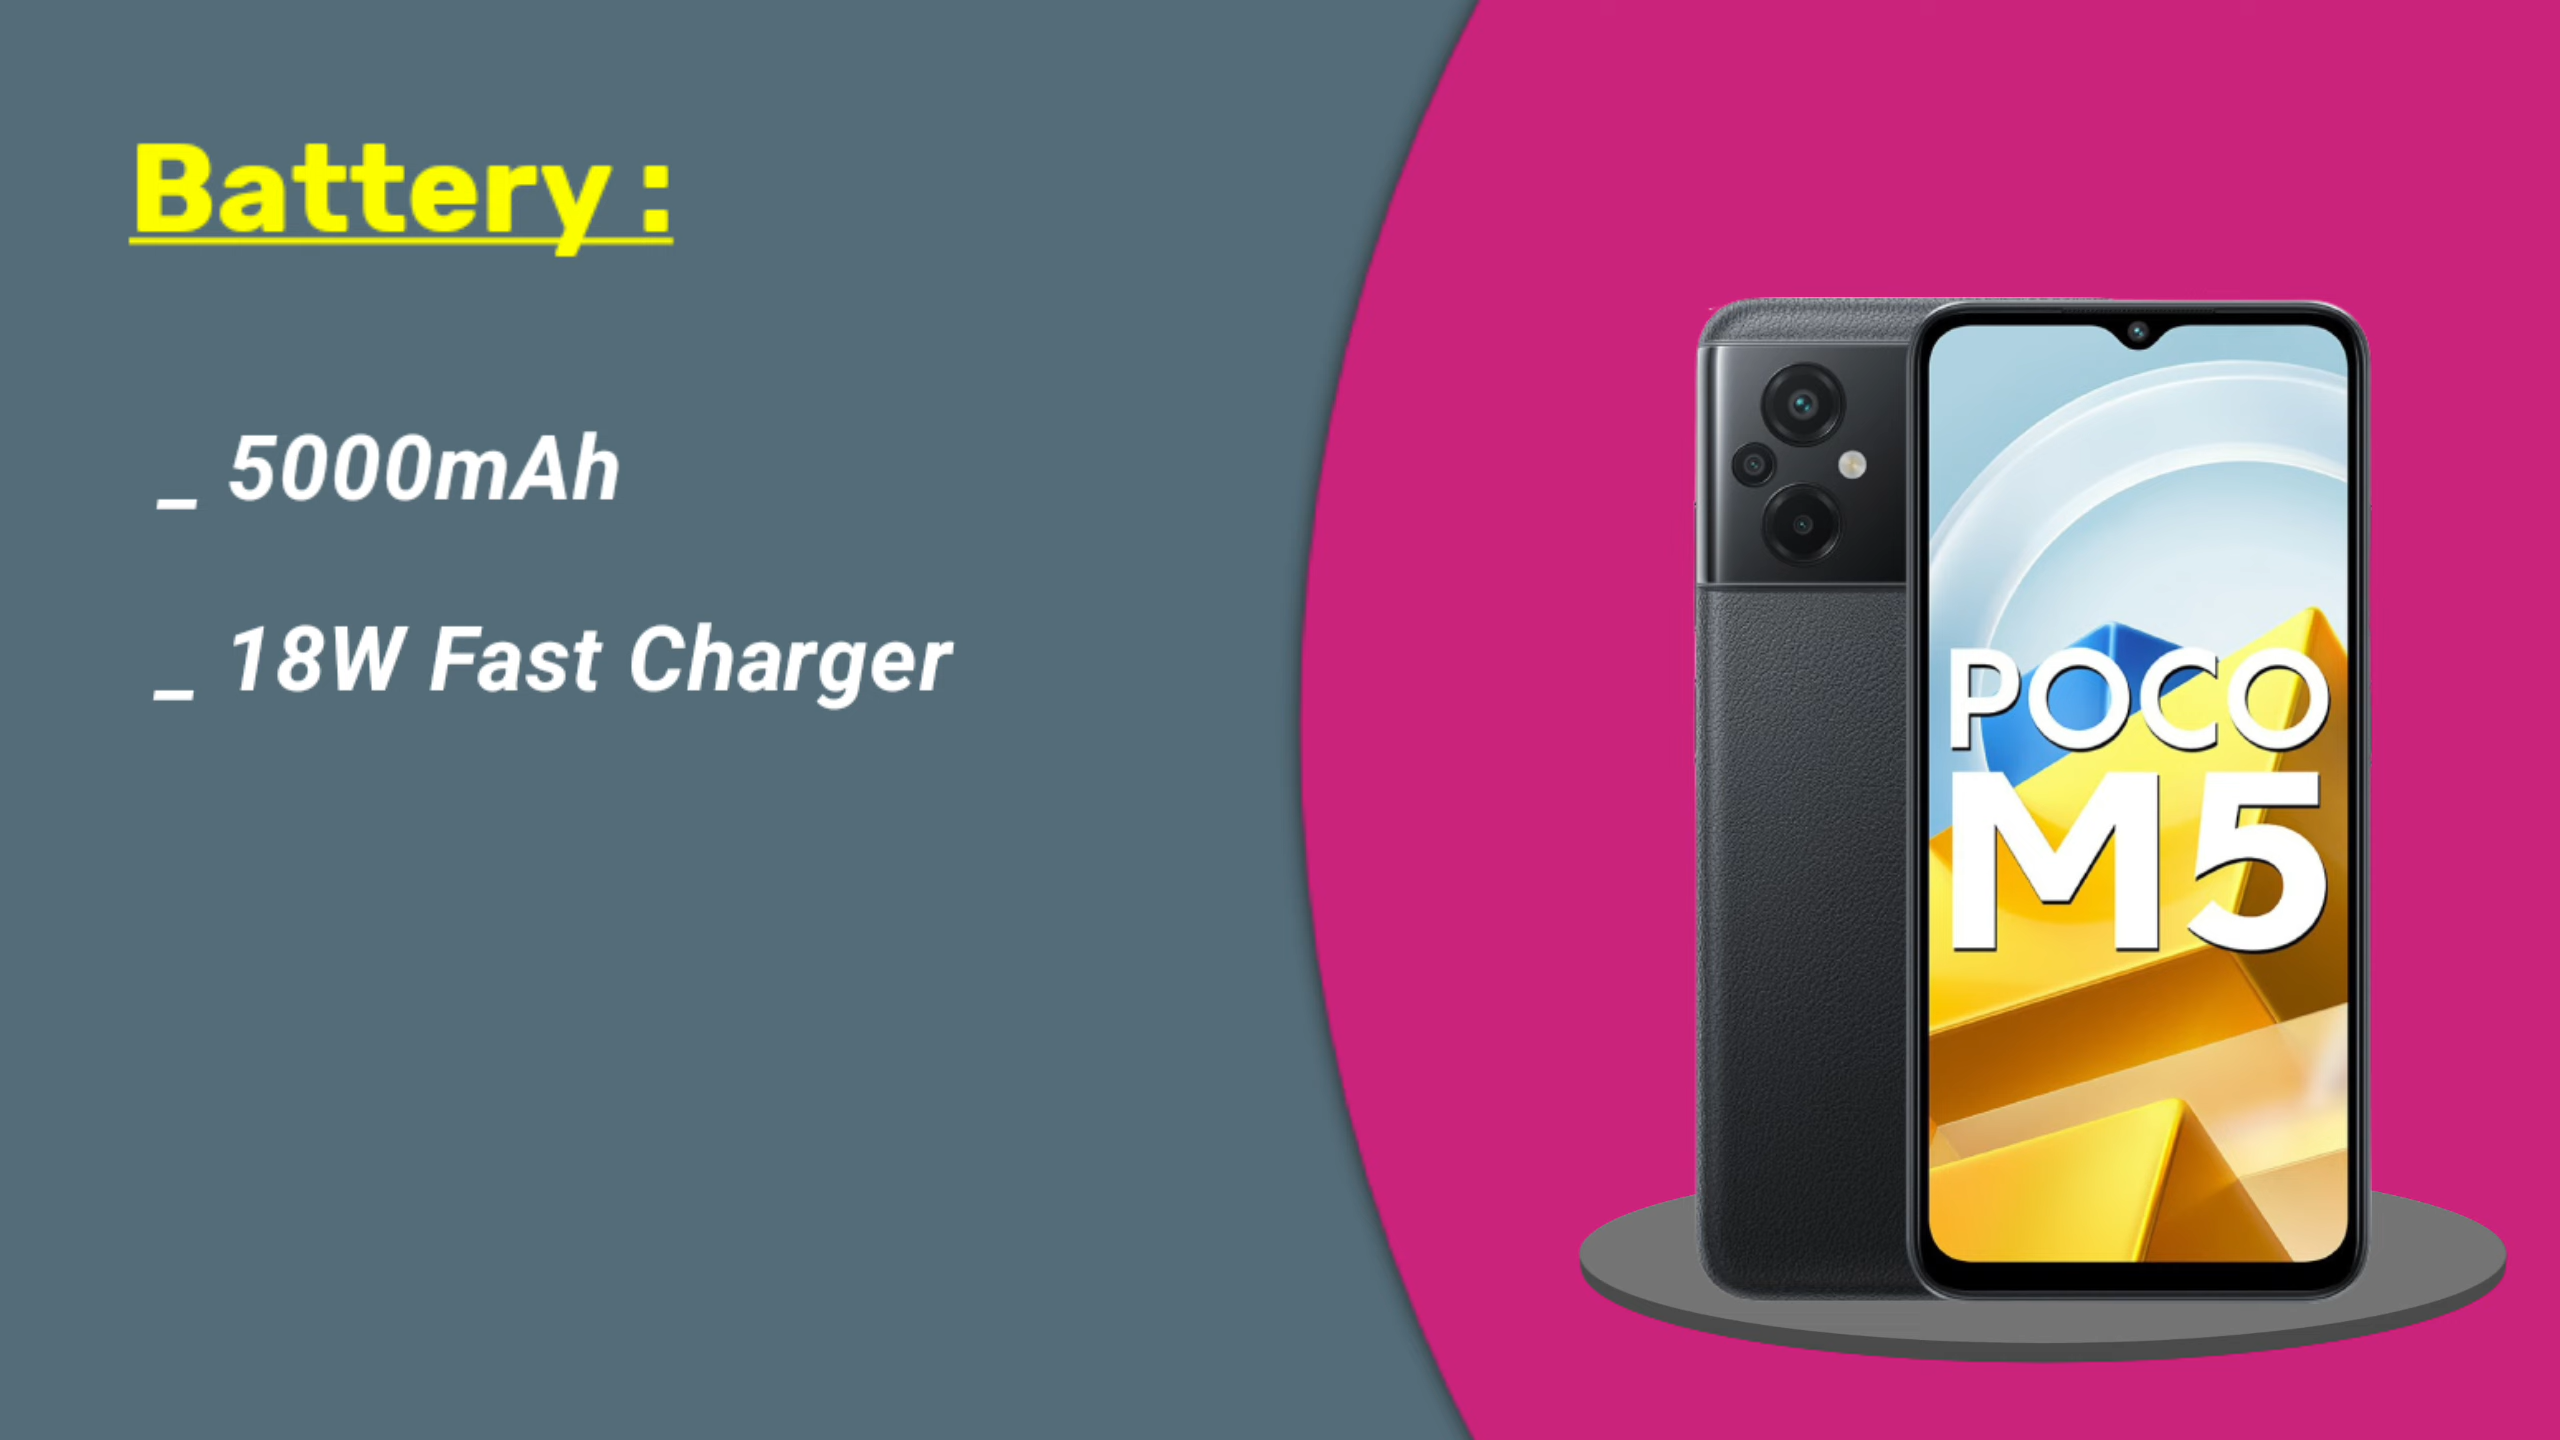 Battery :
_ 5000mAh
_ 18W Fast Charger
POCO
M5